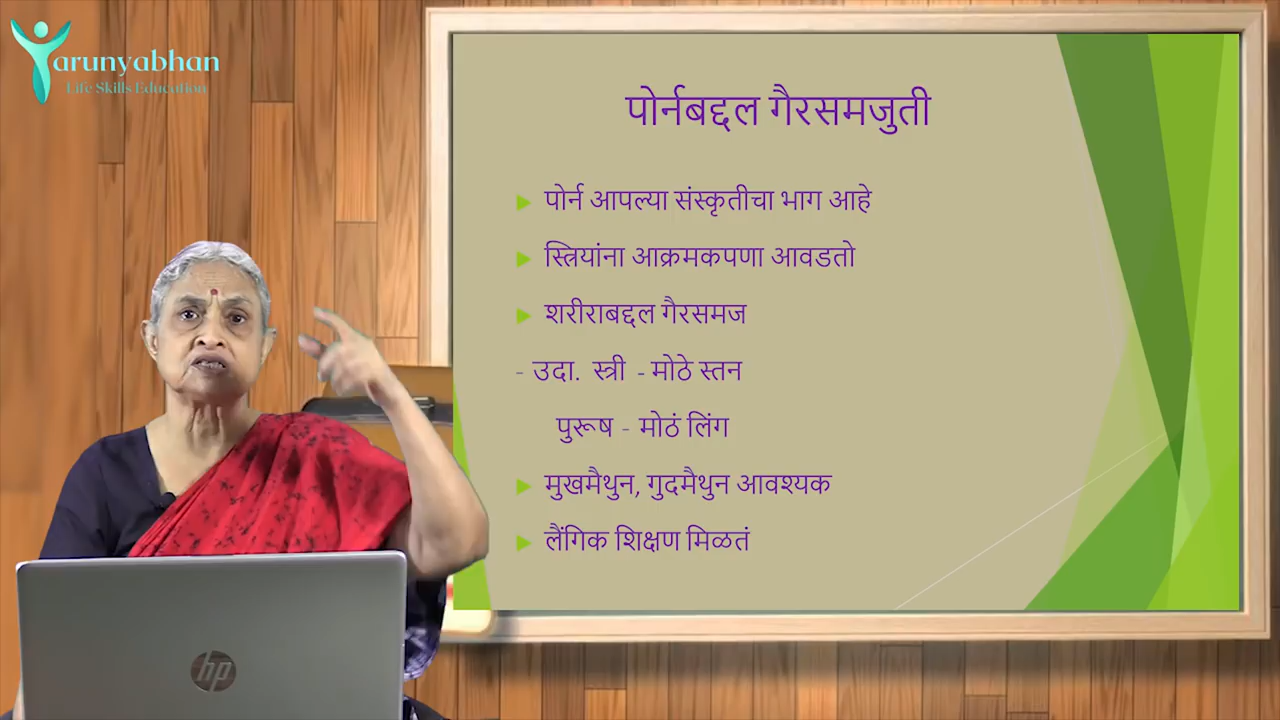 arunyabhan
Life Skills Education
पोर्नबद्दल गैरसमजुती
पोर्न आपल्या संस्कृतीचा भाग आहे
स्त्रियांना आक्रमकपणा आवडतो
शरीराबद्दल गैरसमज
- उदा. स्त्री - मोठे स्तन
पुरूष - मोठं लिंग
मुखमैथुन, गुदमैथुन आवश्यक
लैंगिक शिक्षण मिळतं
hp